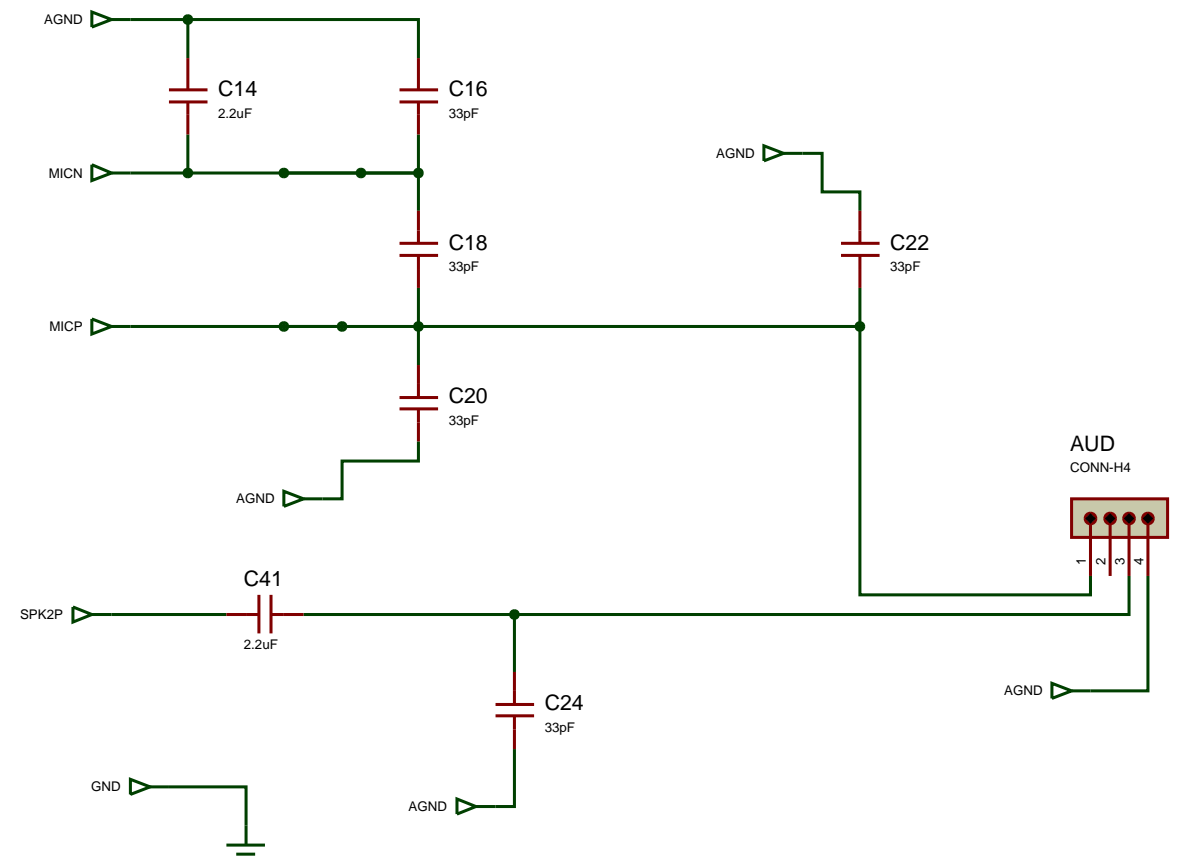 AGND
C14
2.2uF
C16
33pF
MICN
AGND
C18
33pF
C22
33pF
MICP
C20
33pF
AGND
AUD
CONN-H4
1
2
3
4
C41
2.2uF
SPK2P
AGND
C24
33pF
GND
AGND